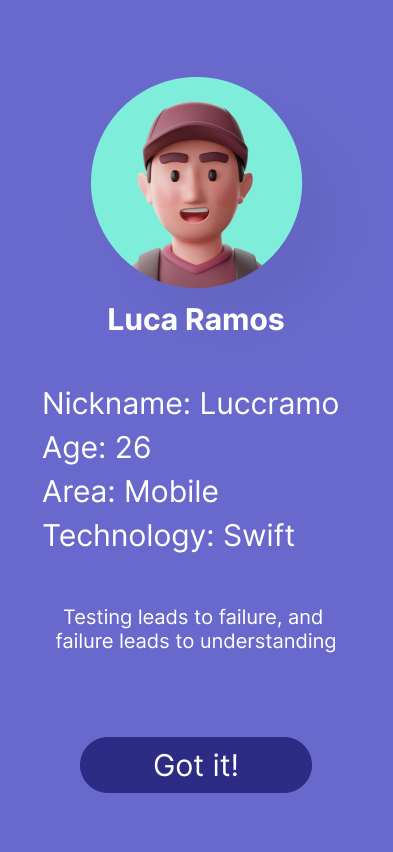 Luca Ramos
Nickname: Luccramo
Age: 26
Area: Mobile
Technology: Swift
Testing leads to failure, and
failure leads to understanding
Got it!